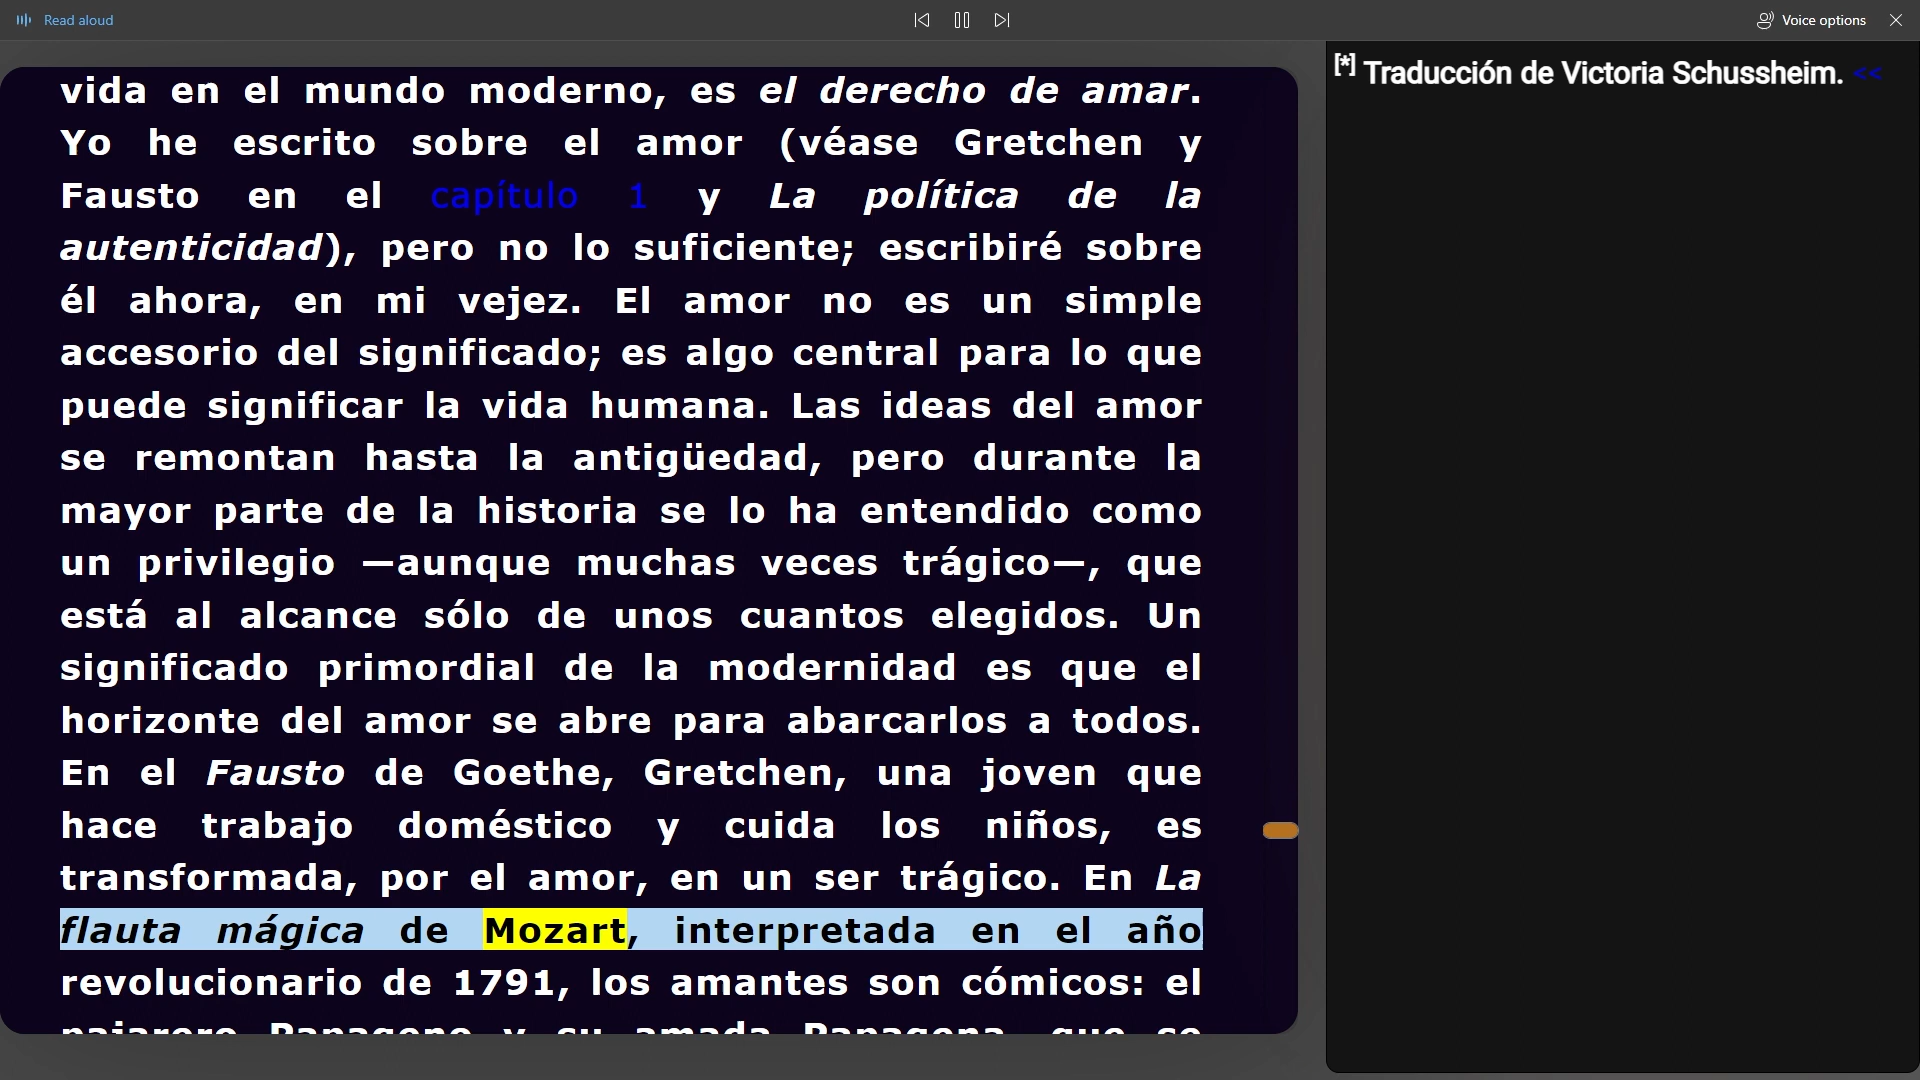 Read aloud
Voice options
vida en el mundo moderno, es el derecho de amar.
Yo he escrito sobre el amor (véase Gretchen y
Fausto en el capítulo 1 y La política de la
autenticidad), pero no lo suficiente; escribiré sobre
él ahora, en mi vejez. El amor no es un simple
accesorio del significado; es algo central para lo que
puede significar la vida humana. Las ideas del amor
se remontan hasta la antigüedad, pero durante la
mayor parte de la historia se lo ha entendido como
un privilegio —aunque muchas veces trágico—, que
está al alcance sólo de unos cuantos elegidos. Un
significado primordial de la modernidad es que el
horizonte del amor se abre para abarcarlos a todos.
En el Fausto de Goethe, Gretchen, una joven que
hace trabajo doméstico y cuida los niños, es
transformada, por el amor, en un ser trágico. En La
flauta mágica de Mozart, interpretada en el año
revolucionario de 1791, los amantes son cómicos: el
pajarero Papageno y su amada Papagena, que se
[*] Traducción de Victoria Schussheim. <<